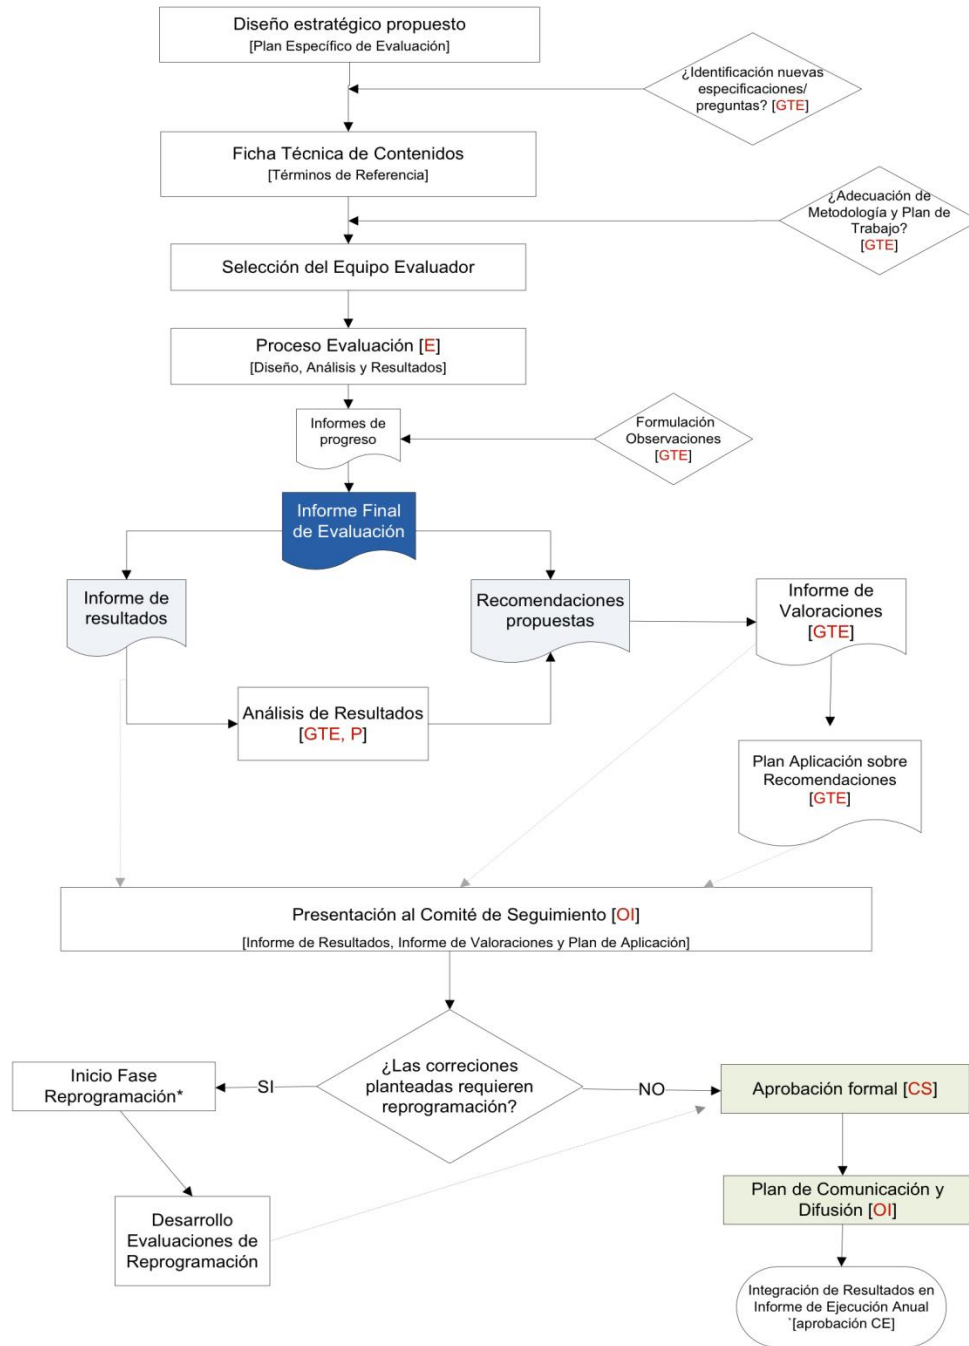 Diseño estratégico propuesto
[Plan Específico de Evaluación]
¿Identificación nuevas
especificaciones/
preguntas? [GTE]
Ficha Técnica de Contenidos
[Términos de Referencia]
¿Adecuación de
Metodología y Plan de
Trabajo?
[GTE]
Selección del Equipo Evaluador
Proceso Evaluación [E]
[Diseño, Análisis y Resultados]
Informes de
progreso
Formulación
Observaciones
[GTE]
Informe Final
de Evaluación
Informe de
resultados
Recomendaciones
propuestas
Informe de
Valoraciones
[GTE]
Análisis de Resultados
[GTE, P]
Plan Aplicación sobre
Recomendaciones
[GTE]
Presentación al Comité de Seguimiento [OI]
[Informe de Resultados, Informe de Valoraciones y Plan de Aplicación]
¿Las correciones
planteadas requieren
reprogramación?
SI
NO
Inicio Fase
Reprogramación*
Aprobación formal [CS]
Desarrollo
Evaluaciones de
Reprogramación
Plan de Comunicación y
Difusión [OI]
Integración de Resultados en
Informe de Ejecución Anual
`[aprobación CE]